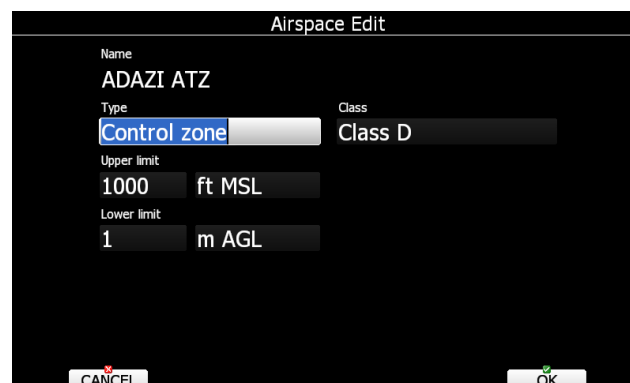 Airspace Edit
Name
ADAZI ATZ
Type
Class
Control zone
Class D
Upper limit
1000
ft MSL
Lower limit
1
m AGL
CANCEL
OK